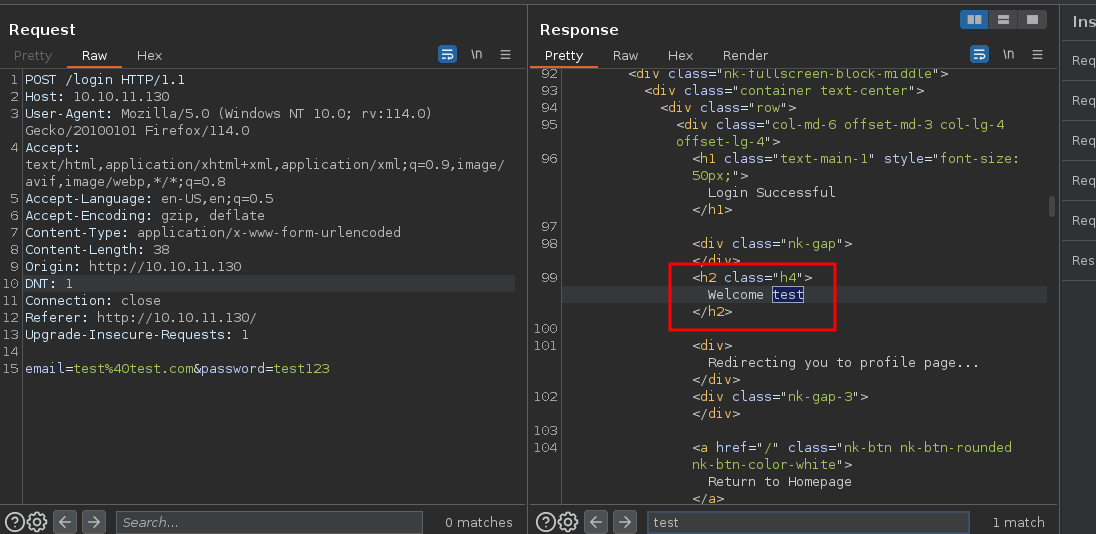 Request
Pretty Raw Hex
\n
1 POST /login HTTP/1.1
2 Host: 10.10.11.130
3 User-Agent: Mozilla/5.0 (Windows NT 10.0; rv:114.0)
Gecko/20100101 Firefox/114.0
4 Accept:
text/html,application/xhtml+xml,application/xml;q=0.9,image/
avif,image/webp,*/*;q=0.8
5 Accept-Language: en-US,en;q=0.5
6 Accept-Encoding: gzip, deflate
7 Content-Type: application/x-www-form-urlencoded
8 Content-Length: 38
9 Origin: http://10.10.11.130
10 DNT: 1
11 Connection: close
12 Referer: http://10.10.11.130/
13 Upgrade-Insecure-Requests: 1
14
15 email=test%40test.com&password=test123
Search...
0 matches
Response
Pretty Raw Hex Render
\n
92 <div class="nk-fullscreen-block-middle">
93 <div class="container text-center">
94 <div class="row">
95 <div class="col-md-6 offset-md-3 col-lg-4
offset-lg-4">
96 <h1 class="text-main-1" style="font-size:
50px;">
Login Successful
</h1>
97
98 <div class="nk-gap">
</div>
99 <h2 class="h4">
Welcome test
</h2>
100
101 <div>
Redirecting you to profile page...
</div>
102 <div class="nk-gap-3">
</div>
103
104 <a href="/" class="nk-btn nk-btn-rounded
nk-btn-color-white">
Return to Homepage
</a>
test
1 match
Ins
Req
Req
Req
Req
Req
Res